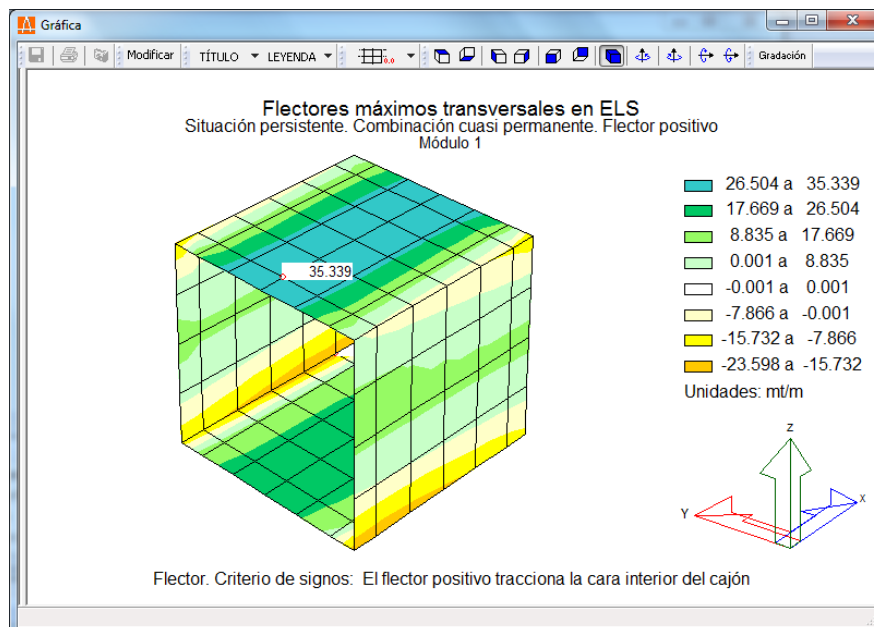 Gráfica
Modificar TÍTULO LEYENDA 0.0 Gradación
Flectores máximos transversales en ELS
Situación persistente. Combinación cuasi permanente. Flector positivo
Módulo 1
26.504 a 35.339
17.669 a 26.504
8.835 a 17.669
0.001 a 8.835
-0.001 a 0.001
-7.866 a -0.001
-15.732 a -7.866
-23.598 a -15.732
Unidades: mt/m
35.339
Z
Y
X
Flector. Criterio de signos: El flector positivo tracciona la cara interior del cajón